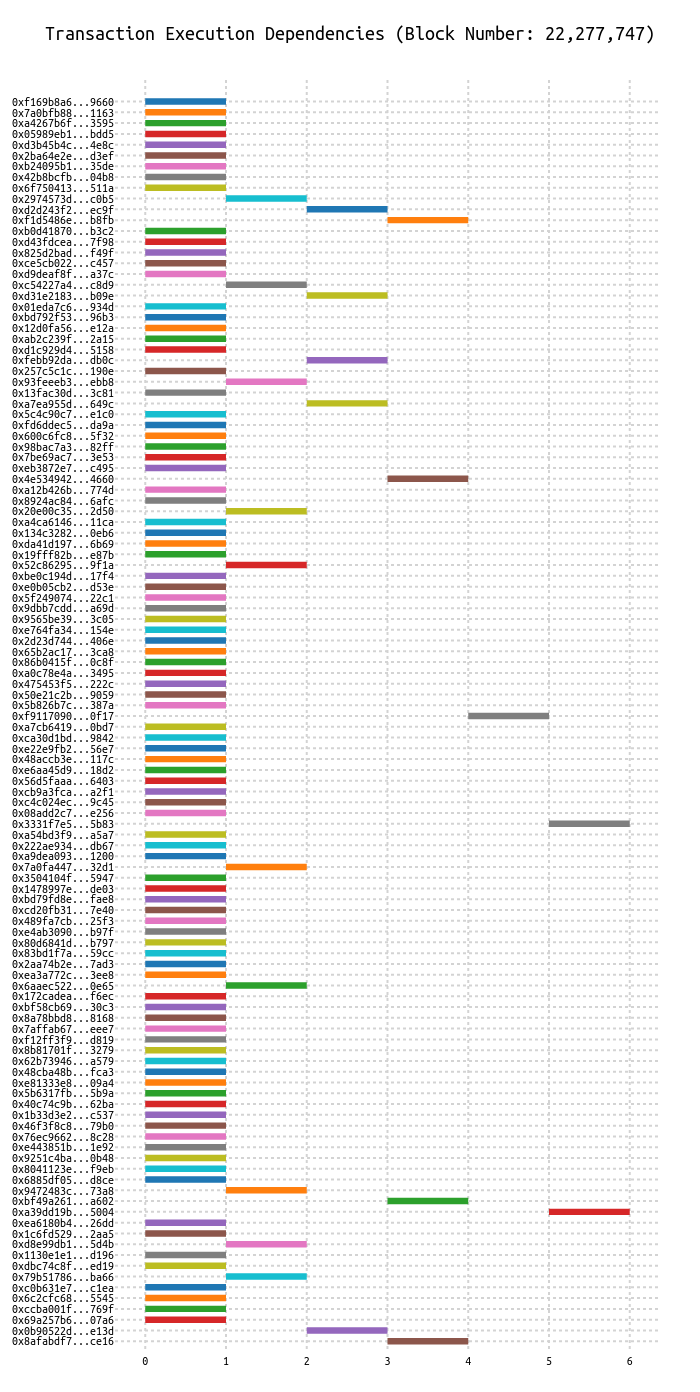 Transaction Execution Dependencies (Block Number: 22,277,747)
0xf169b8a6...9660
0x7a0bfb88...1163
0xa4267b6f...3595
0x05989eb1...bdd5
0xd3b45b4c...4e8c
0x2ba64e2e...d3ef
0xb24095b1...35de
0x42b8bcfb...04b8
0x6f750413...511a
0x2974573d...c0b5
0xd2d243f2...ec9f
0xf1d5486e...b8fb
0xb0d41870...b3c2
0xd43fdcea...7f98
0x825d2bad...f49f
0xce5cb022...c457
0xd9deaf8f...a37c
0xc54227a4...c8d9
0xd31e2183...b09e
0x01eda7c6...934d
0xbd792f53...96b3
0x12d0fa56...e12a
0xab2c239f...2a15
0xd1c929d4...5158
0xfebb92da...db0c
0x257c5c1c...190e
0x93feeeb3...ebb8
0x13fac30d...3c81
0xa7ea955d...649c
0x5c4c90c7...e1c0
0xfd6ddec5...da9a
0x600c6fc8...5f32
0x98bac7a3...82ff
0x7be69ac7...3e53
0xeb3872e7...c495
0x4e534942...4660
0xa12b426b...774d
0x8924ac84...6afc
0x20e00c35...2d50
0xa4ca6146...11ca
0x134c3282...0eb6
0xda41d197...6b69
0x19fff82b...e87b
0x52c86295...9f1a
0xbe0c194d...17f4
0xe0b05cb2...d53e
0x5f249074...22c1
0x9dbb7cdd...a69d
0x9565be39...3c05
0xe764fa34...154e
0x2d23d744...406e
0x65b2ac17...3ca8
0x86b0415f...0c8f
0xa0c78e4a...3495
0x475453f5...222c
0x50e21c2b...9059
0x5b826b7c...387a
0xf9117090...0f17
0xa7cb6419...0bd7
0xca30d1bd...9842
0xe22e9fb2...56e7
0x48accb3e...117c
0xe6aa45d9...18d2
0x56d5faaa...6403
0xcb9a3fca...a2f1
0xc4c024ec...9c45
0x08add2c7...e256
0x3331f7e5...5b83
0xa54bd3f9...a5a7
0x222ae934...db67
0xa9dea093...1200
0x7a0fa447...32d1
0x3504104f...5947
0x1478997e...de03
0xbd79fd8e...fae8
0xcd20fb31...7e40
0x489fa7cb...25f3
0xe4ab3090...b97f
0x80d6841d...b797
0x83bd1f7a...59cc
0x2aa74b2e...7ad3
0xea3a772c...3ee8
0x6aaec522...0e65
0x172cadea...f6ec
0xbf58cb69...30c3
0x8a78bbd8...8168
0x7affab67...eee7
0xf12ff3f9...d819
0x8b81701f...3279
0x62b73946...a579
0x48cba48b...fca3
0xe81333e8...09a4
0x5b6317fb...5b9a
0x40c74c9b...62ba
0x1b33d3e2...c537
0x46f3f8c8...79b0
0x76ec9662...8c28
0xe443851b...1e92
0x9251c4ba...0b48
0x8041123e...f9eb
0x6885df05...d8ce
0x9472483c...73a8
0xbf49a261...a602
0xa39dd19b...5004
0xea6180b4...26dd
0x1c6fd529...2aa5
0xd8e99db1...5d4b
0x1130e1e1...d196
0xdbc74c8f...ed19
0x79b51786...ba66
0xc0b631e7...c1ea
0x6c2cfc68...5545
0xccba001f...769f
0x69a257b6...07a6
0x0b90522d...e13d
0x8afabdf7...ce16
0 1 2 3 4 5 6